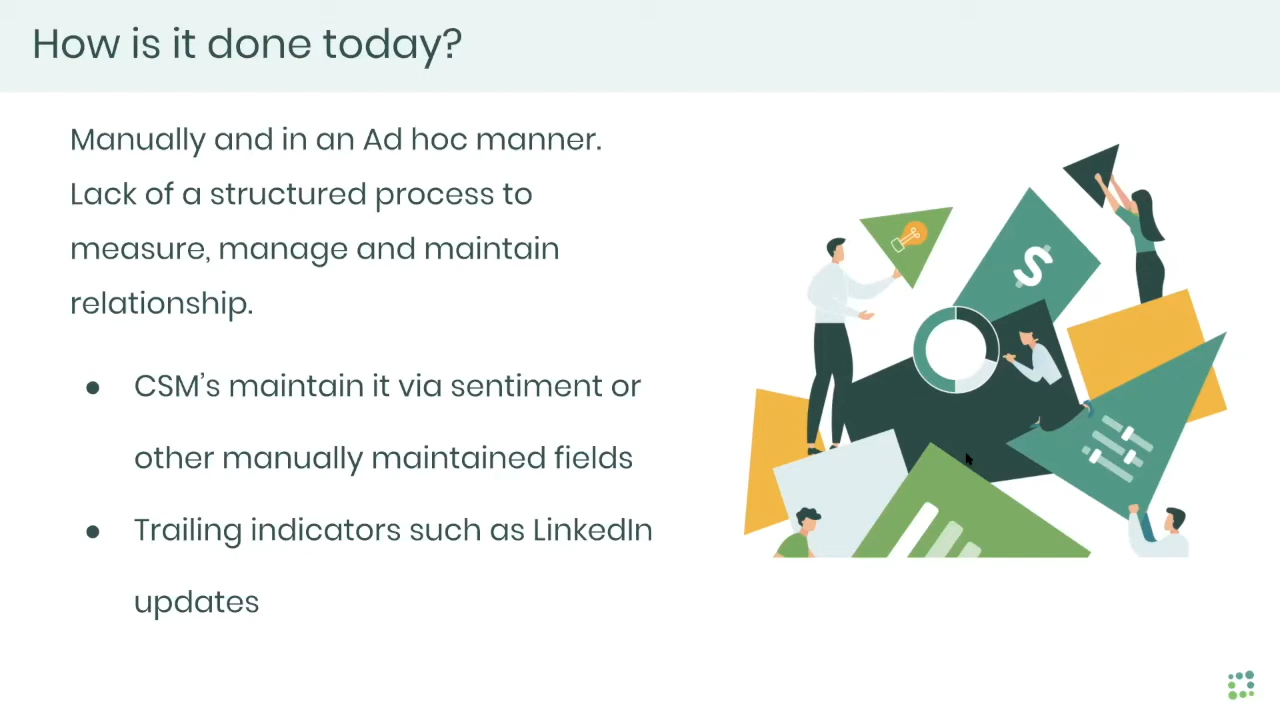 How is it done today?
Manually and in an Ad hoc manner.
Lack of a structured process to
measure, manage and maintain
relationship.
● CSM's maintain it via sentiment or
other manually maintained fields
● Trailing indicators such as LinkedIn
updates
$